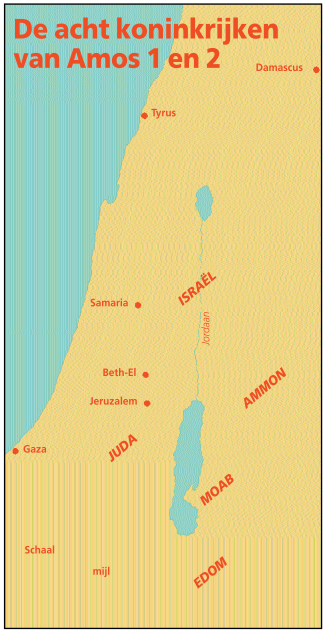 De acht koninkrijken
van Amos 1 en 2
Damascus
Tyrus
ISRAËL
Samaria
Jordaan
Beth-El
AMMON
Jeruzalem
JUDA
Gaza
MOAB
Schaal
mijl
EDOM